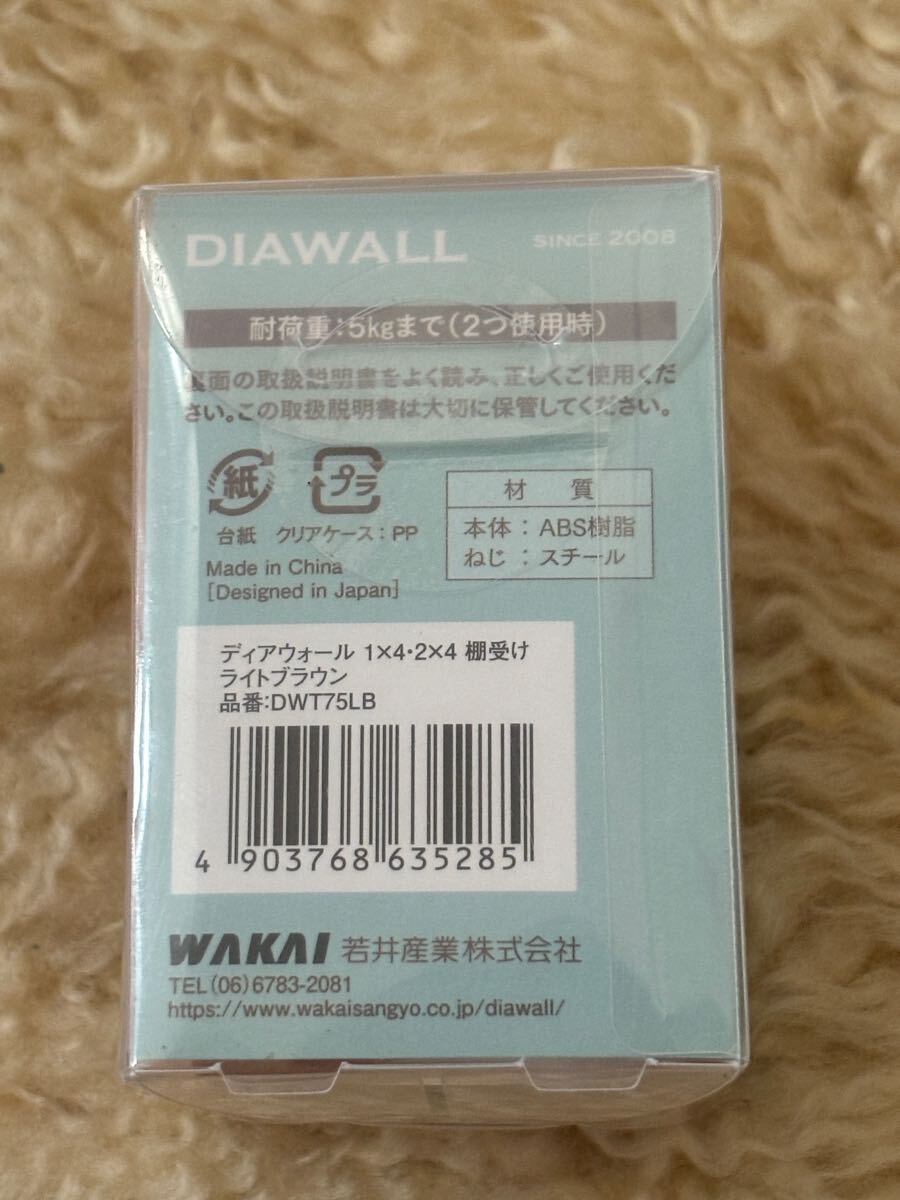 DIAWALL SINCE 2008
耐荷重：5kgまで（2つ使用時）
裏面の取扱説明書をよく読み、正しくご使用くだ
さい。この取扱説明書は大切に保管してください。
紙 プラ
台紙 クリアケース：PP
材 質
本体：ABS樹脂
ねじ：スチール
Made in China
[Designed in Japan]
ディアウォール 1×4・2×4 棚受け
ライトブラウン
品番：DWT75LB
4 903768 635285
WAKAI 若井産業株式会社
TEL（06）6783-2081
https://www.wakaisangyo.co.jp/diawall/